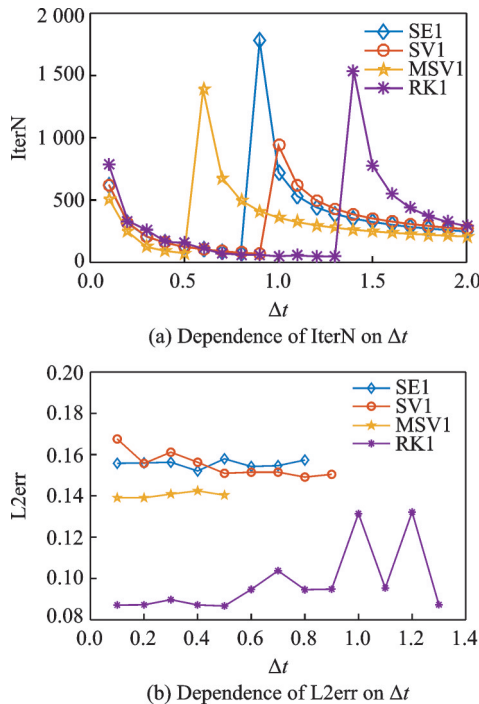 2 000
1 500
1 000
500
0
IterN
SE1
SV1
MSV1
RK1
0.0 0.5 1.0 1.5 2.0
Δt
(a) Dependence of IterN on Δt
0.20
0.18
0.16
0.14
0.12
0.10
0.08
L2err
SE1
SV1
MSV1
RK1
0.0 0.2 0.4 0.6 0.8 1.0 1.2 1.4
Δt
(b) Dependence of L2err on Δt